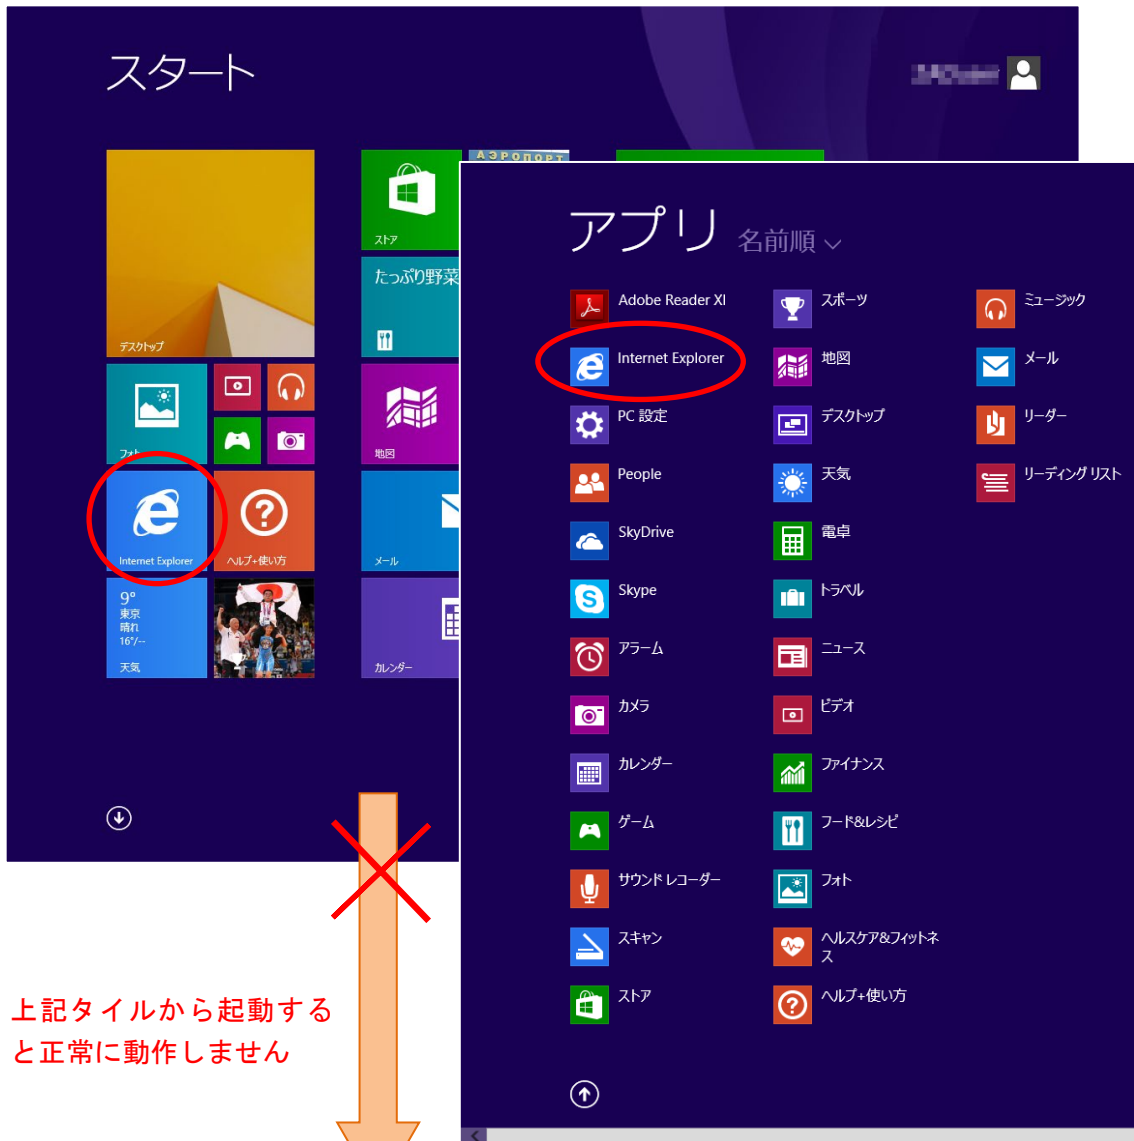 スタート
АЭРОПОРТ
ストア
たっぷり野菜
デスクトップ
フォト
地図
Internet Explorer
ヘルプ+使い方
メール
9°
東京
晴れ
16°/--
天気
カレンダー
アプリ 名前順
Adobe Reader XI
Internet Explorer
PC 設定
People
SkyDrive
Skype
アラーム
カメラ
カレンダー
ゲーム
サウンド レコーダー
スキャン
ストア
スポーツ
地図
デスクトップ
天気
電卓
トラベル
ニュース
ビデオ
ファイナンス
フード&レシピ
フォト
ヘルスケア&フィットネ
ス
ヘルプ+使い方
ミュージック
メール
リーダー
リーディング リスト
上記タイルから起動する
と正常に動作しません